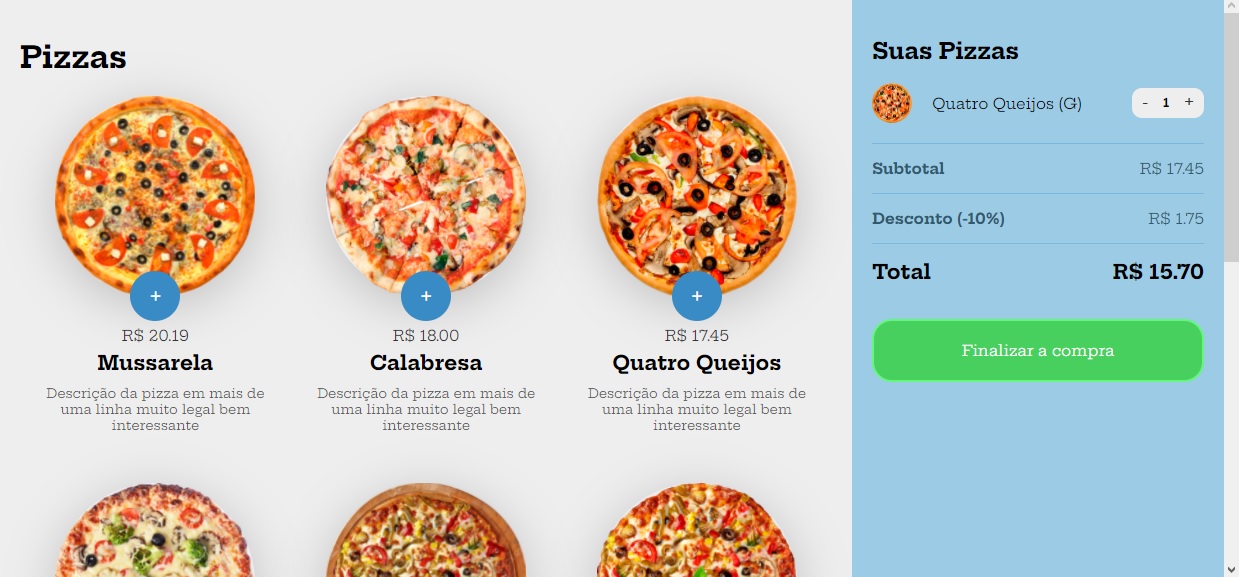 Pizzas
+
R$ 20.19
Mussarela
Descrição da pizza em mais de
uma linha muito legal bem
interessante
+
R$ 18.00
Calabresa
Descrição da pizza em mais de
uma linha muito legal bem
interessante
+
R$ 17.45
Quatro Queijos
Descrição da pizza em mais de
uma linha muito legal bem
interessante
Suas Pizzas
Quatro Queijos (G) - 1 +
Subtotal R$ 17.45
Desconto (-10%) R$ 1.75
Total R$ 15.70
Finalizar a compra